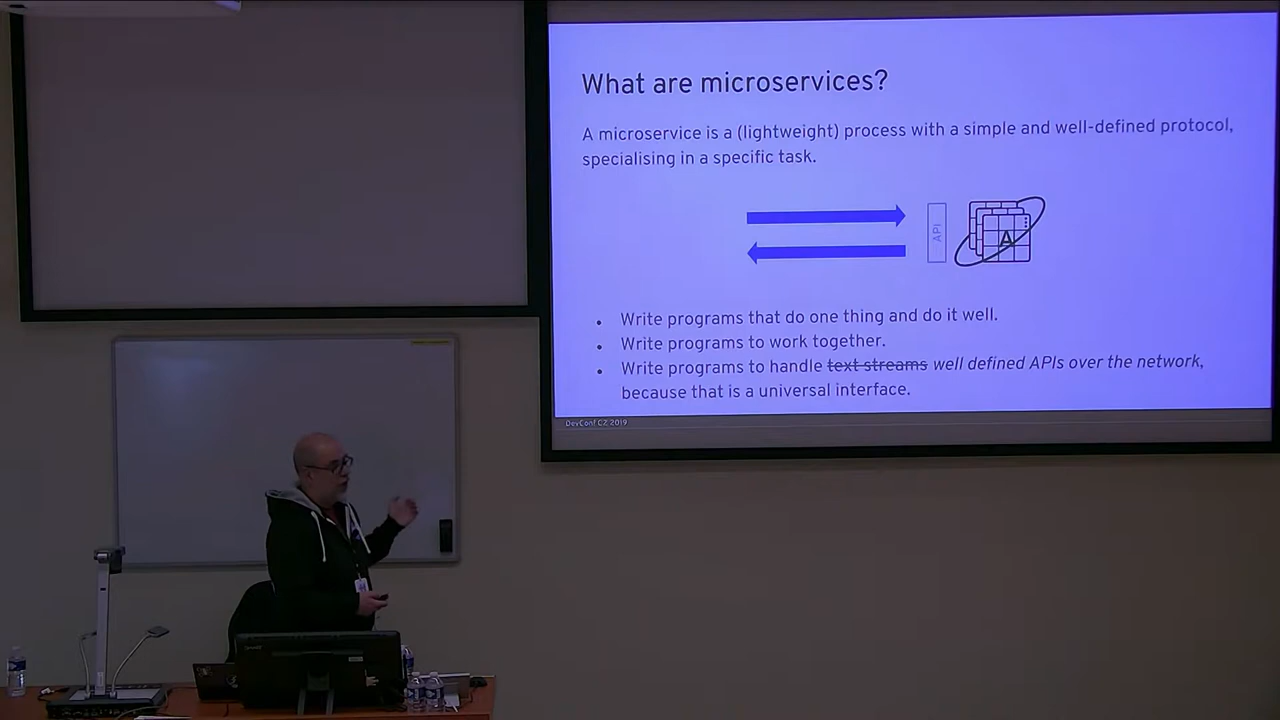 What are microservices?
A microservice is a (lightweight) process with a simple and well-defined protocol,
specialising in a specific task.
API
A
• Write programs that do one thing and do it well.
• Write programs to work together.
• Write programs to handle text streams well defined APIs over the network,
because that is a universal interface.
DevConf CZ, 2019